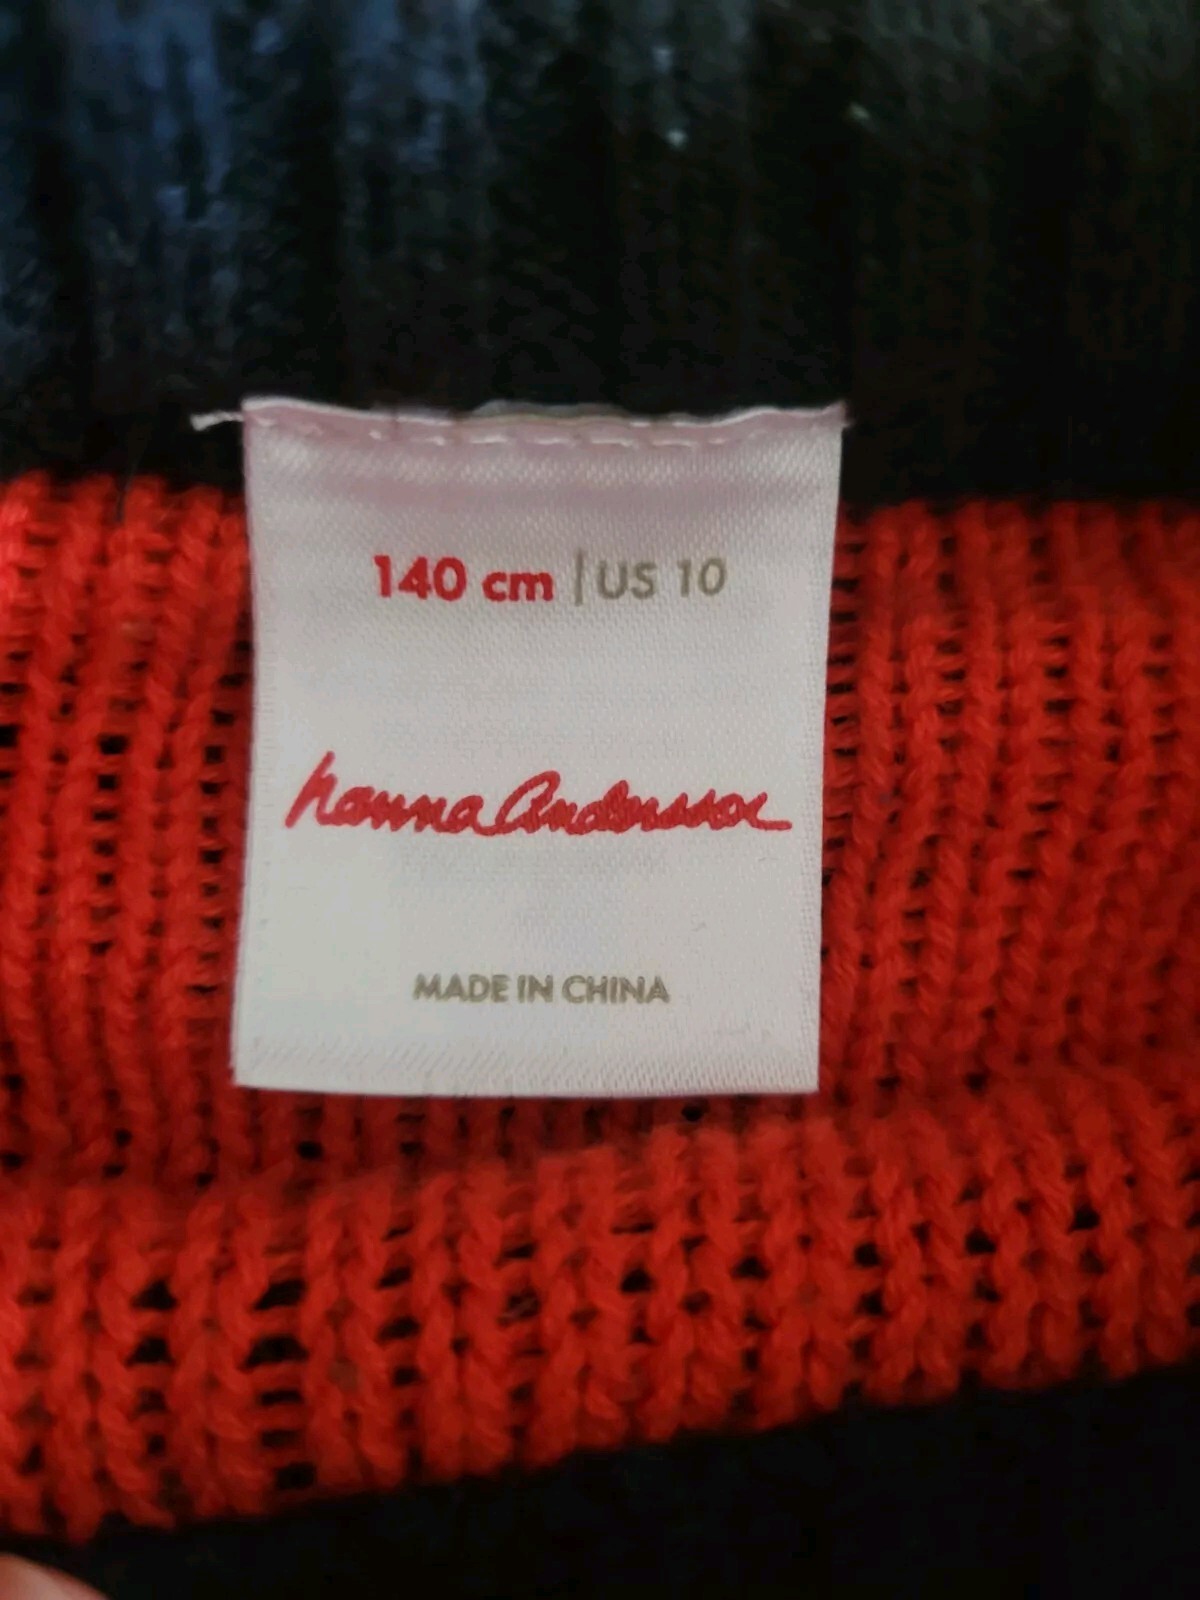 140 cm | US 10
hanna Andersson
MADE IN CHINA